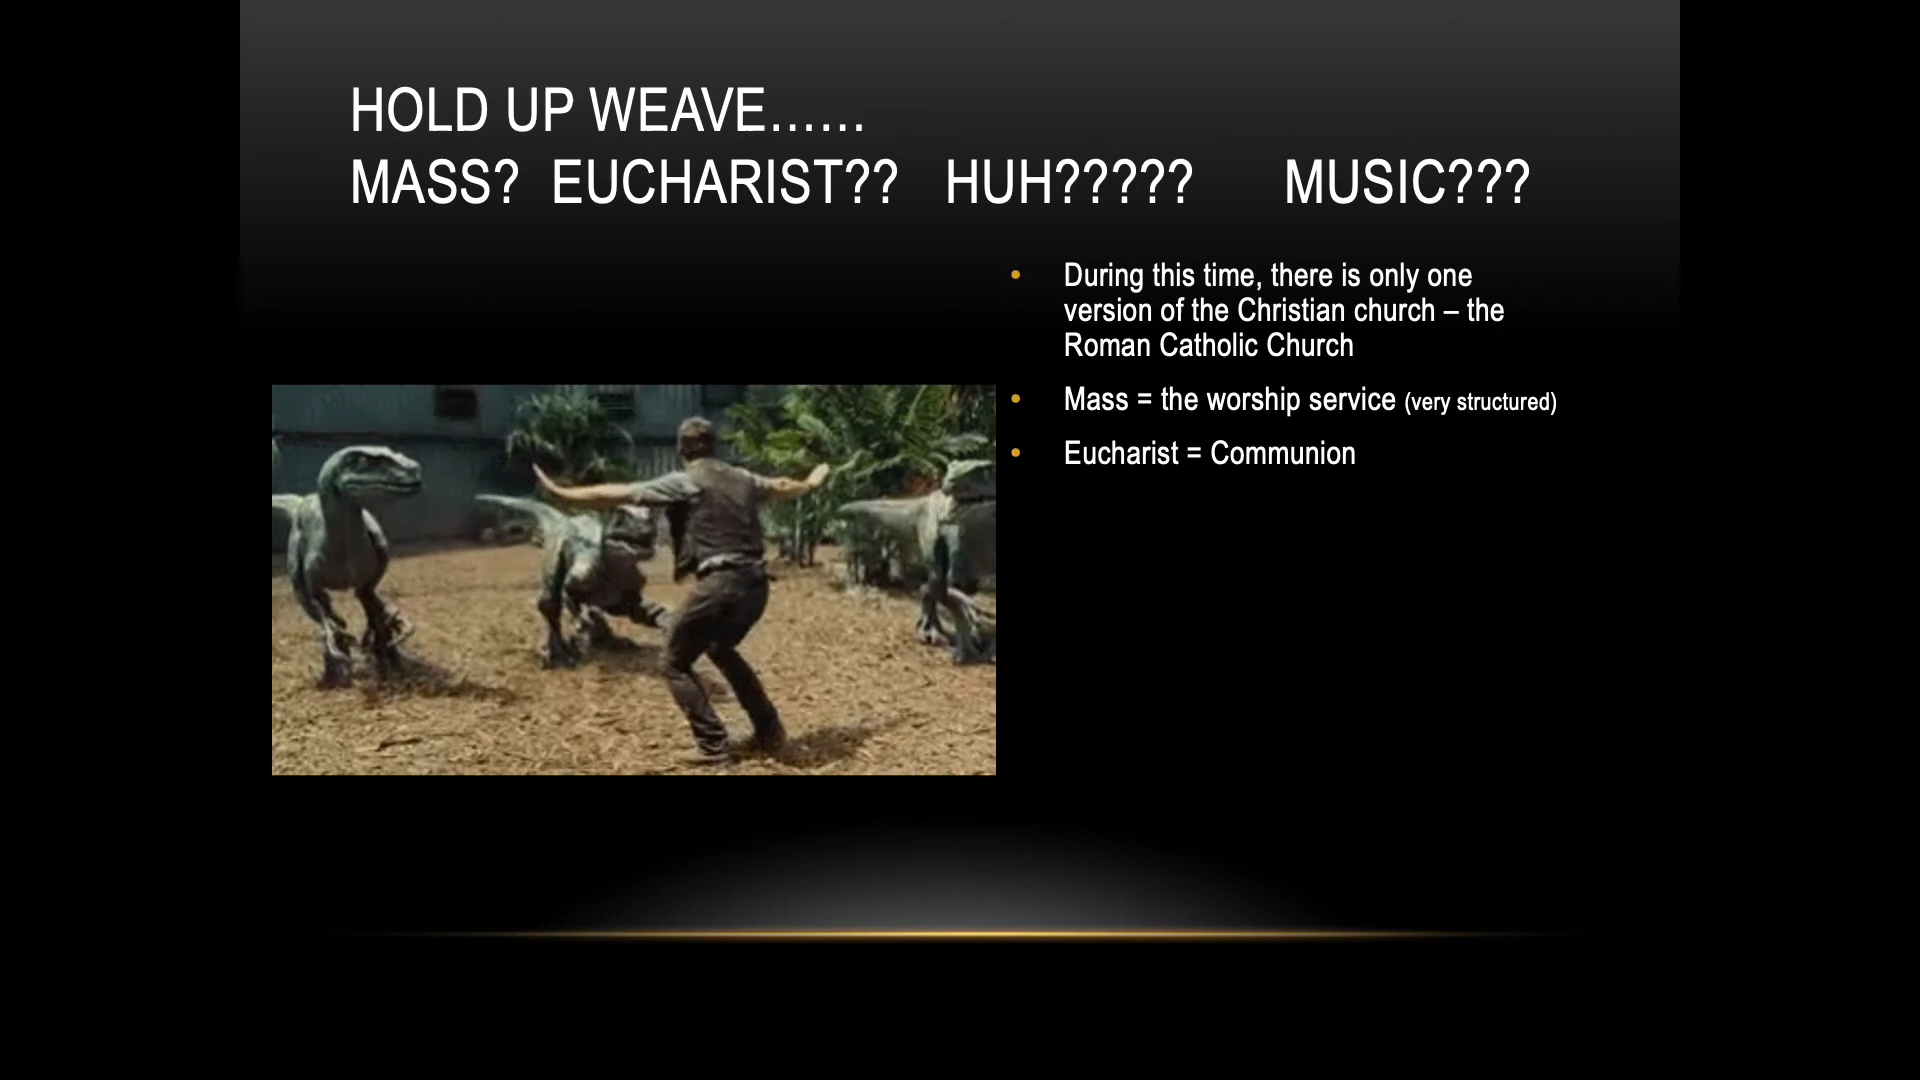 HOLD UP WEAVE......
MASS? EUCHARIST?? HUH????? MUSIC???
• During this time, there is only one
version of the Christian church – the
Roman Catholic Church
• Mass = the worship service (very structured)
• Eucharist = Communion